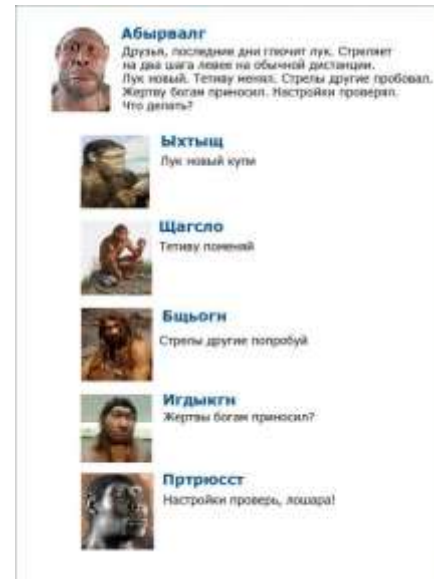 Абырвалг
Друзья, последние дни глючит лук. Стреляет
на два шага левее на обычной дистанции.
Лук новый. Тетиву менял. Стрелы другие пробовал.
Жертву богам приносил. Настройки проверял.
Что делать?
Ыхтыщ
Лук новый купи
Щагсло
Тетиву поменяй
Бщьогн
Стрелы другие попробуй
Игдыкгн
Жертвы богам приносил?
Пртрюсст
Настройки проверь, лошара!